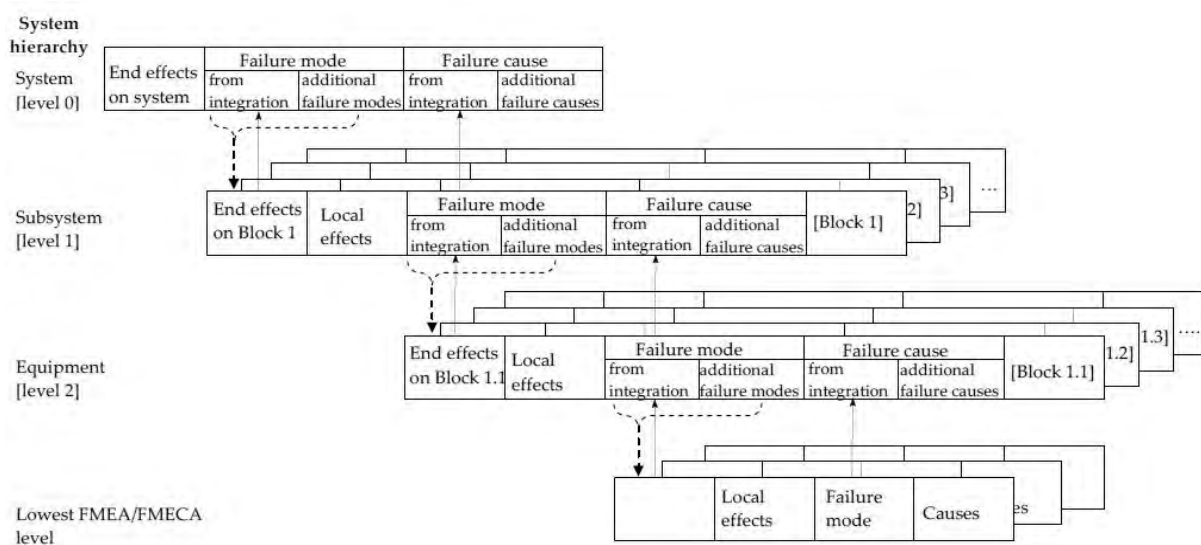 System
hierarchy
System
[level 0]
End effects
on system
Failure mode
from
integration
additional
failure modes
Failure cause
from
integration
additional
failure causes
Subsystem
[level 1]
End effects
on Block 1
Local
effects
Failure mode
from
integration
additional
failure modes
Failure cause
from
integration
additional
failure causes
[Block 1]
2]
3]
...
Equipment
[level 2]
End effects
on Block 1.1
Local
effects
Failure mode
from
integration
additional
failure modes
Failure cause
from
integration
additional
failure causes
[Block 1.1]
1.2]
1.3]
....
Lowest FMEA/FMECA
level
Local
effects
Failure
mode
Causes
es